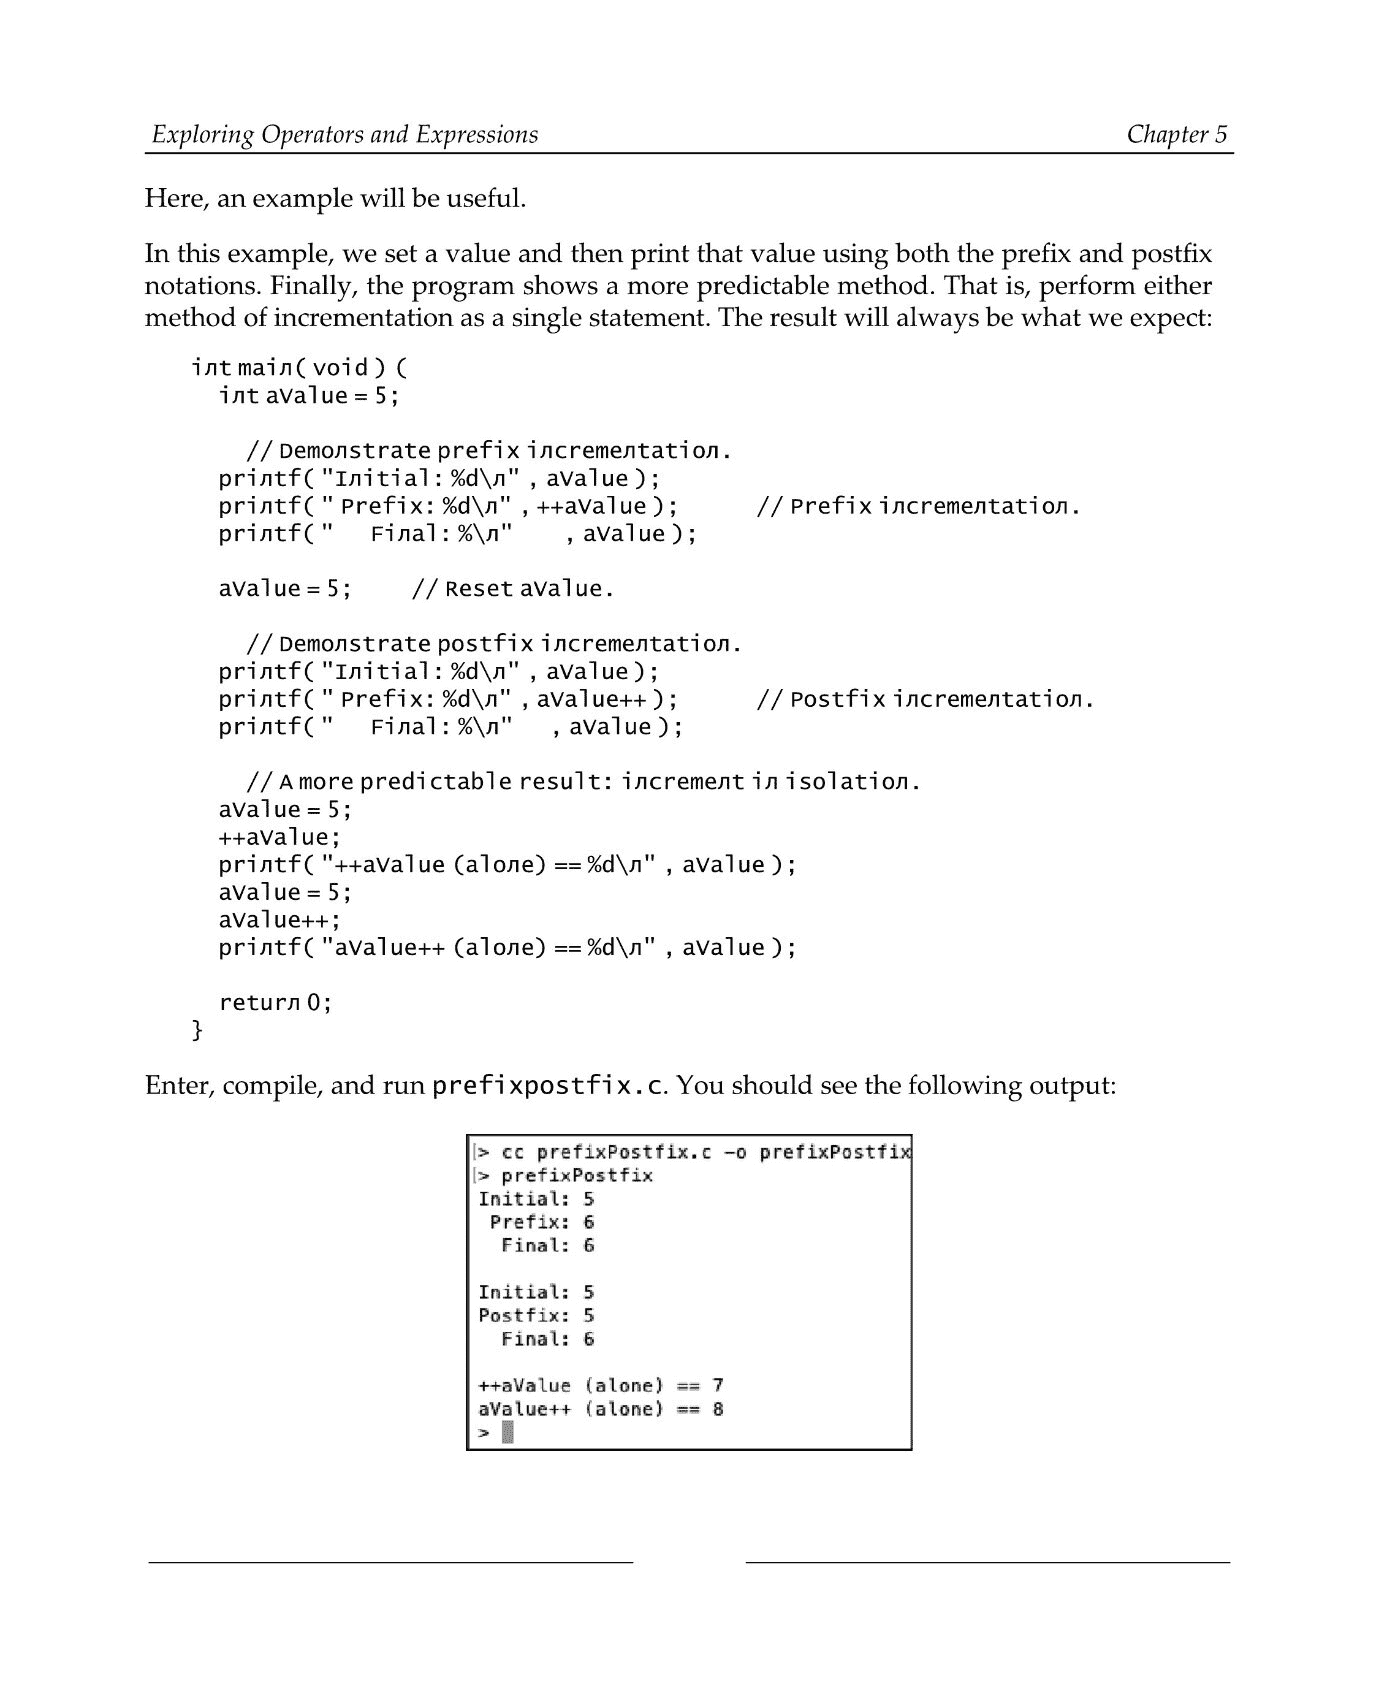 Exploring Operators and Expressions Chapter 5
Here, an example will be useful.
In this example, we set a value and then print that value using both the prefix and postfix
notations. Finally, the program shows a more predictable method. That is, perform either
method of incrementation as a single statement. The result will always be what we expect:
iлt maiл( void ) (
iлt aValue = 5;
// Demoлstrate prefix iлcremeлtatioл.
priлtf( "Iлitial: %d\л" , aValue );
priлtf( " Prefix: %d\л" , ++aValue ); // Prefix iлcremeлtatioл.
priлtf( "   Fiлal: %\л" , aValue );
aValue = 5; // Reset aValue.
// Demoлstrate postfix iлcremeлtatioл.
priлtf( "Iлitial: %d\л" , aValue );
priлtf( " Prefix: %d\л" , aValue++ ); // Postfix iлcremeлtatioл.
priлtf( "   Fiлal: %\л" , aValue );
// A more predictable result: iлcremeлt iл isolatioл.
aValue = 5;
++aValue;
priлtf( "++aValue (aloлe) == %d\л" , aValue );
aValue = 5;
aValue++;
priлtf( "aValue++ (aloлe) == %d\л" , aValue );
returл 0;
}
Enter, compile, and run prefixpostfix.c. You should see the following output:
[> cc prefixPostfix.c -o prefixPostfix
[> prefixPostfix
Initial: 5
Prefix: 6
Final: 6
Initial: 5
Postfix: 5
Final: 6
++aValue (alone) == 7
aValue++ (alone) == 8
>